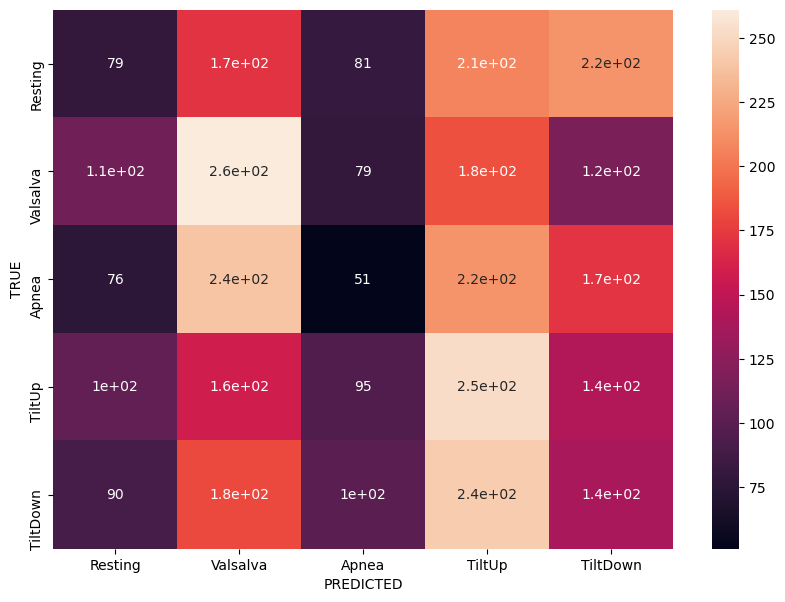 Resting 79 1.7e+02 81 2.1e+02 2.2e+02
Valsalva 1.1e+02 2.6e+02 79 1.8e+02 1.2e+02
Apnea 76 2.4e+02 51 2.2e+02 1.7e+02
TiltUp 1e+02 1.6e+02 95 2.5e+02 1.4e+02
TiltDown 90 1.8e+02 1e+02 2.4e+02 1.4e+02
TRUE
Resting Valsalva Apnea TiltUp TiltDown
PREDICTED
250
225
200
175
150
125
100
75